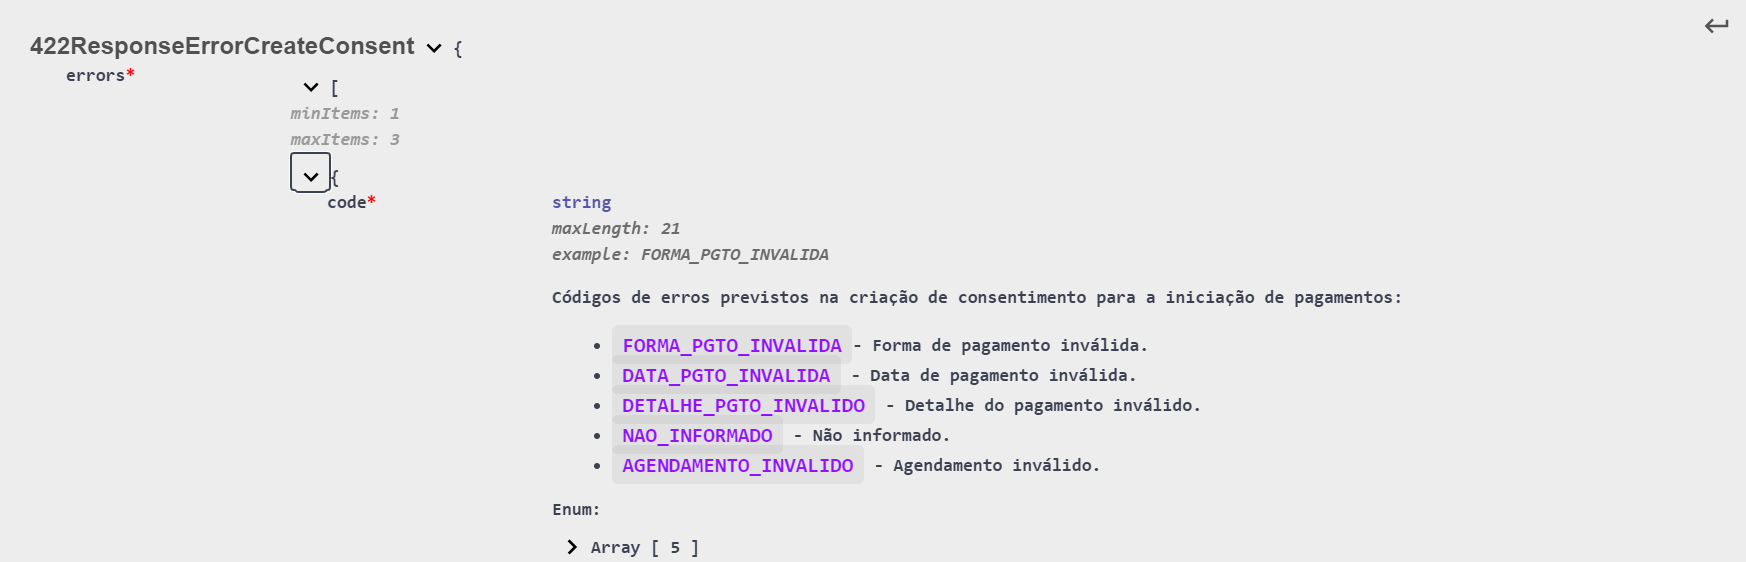 422ResponseErrorCreateConsent {
errors*
[
minItems: 1
maxItems: 3
{
code*
string
maxLength: 21
example: FORMA_PGTO_INVALIDA
Códigos de erros previstos na criação de consentimento para a iniciação de pagamentos:
• FORMA_PGTO_INVALIDA - Forma de pagamento inválida.
• DATA_PGTO_INVALIDA - Data de pagamento inválida.
• DETALHE_PGTO_INVALIDO - Detalhe do pagamento inválido.
• NAO_INFORMADO - Não informado.
• AGENDAMENTO_INVALIDO - Agendamento inválido.
Enum:
Array [ 5 ]